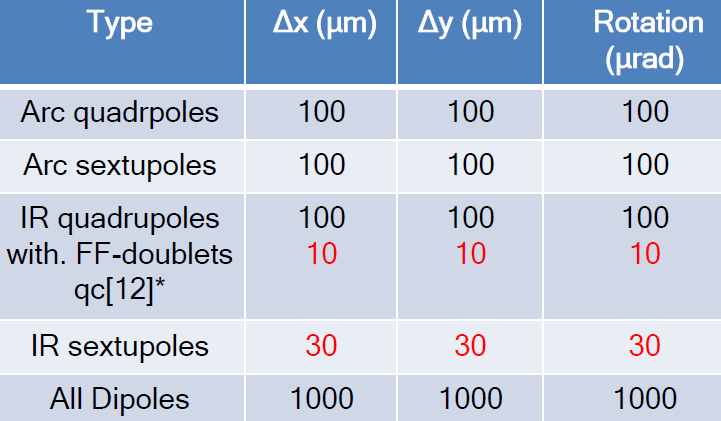 Type Δx (μm) Δy (μm) Rotation
(μrad)
Arc quadrpoles 100 100 100
Arc sextupoles 100 100 100
IR quadrupoles 100 100 100
with. FF-doublets 10 10 10
qc[12]*
IR sextupoles 30 30 30
All Dipoles 1000 1000 1000